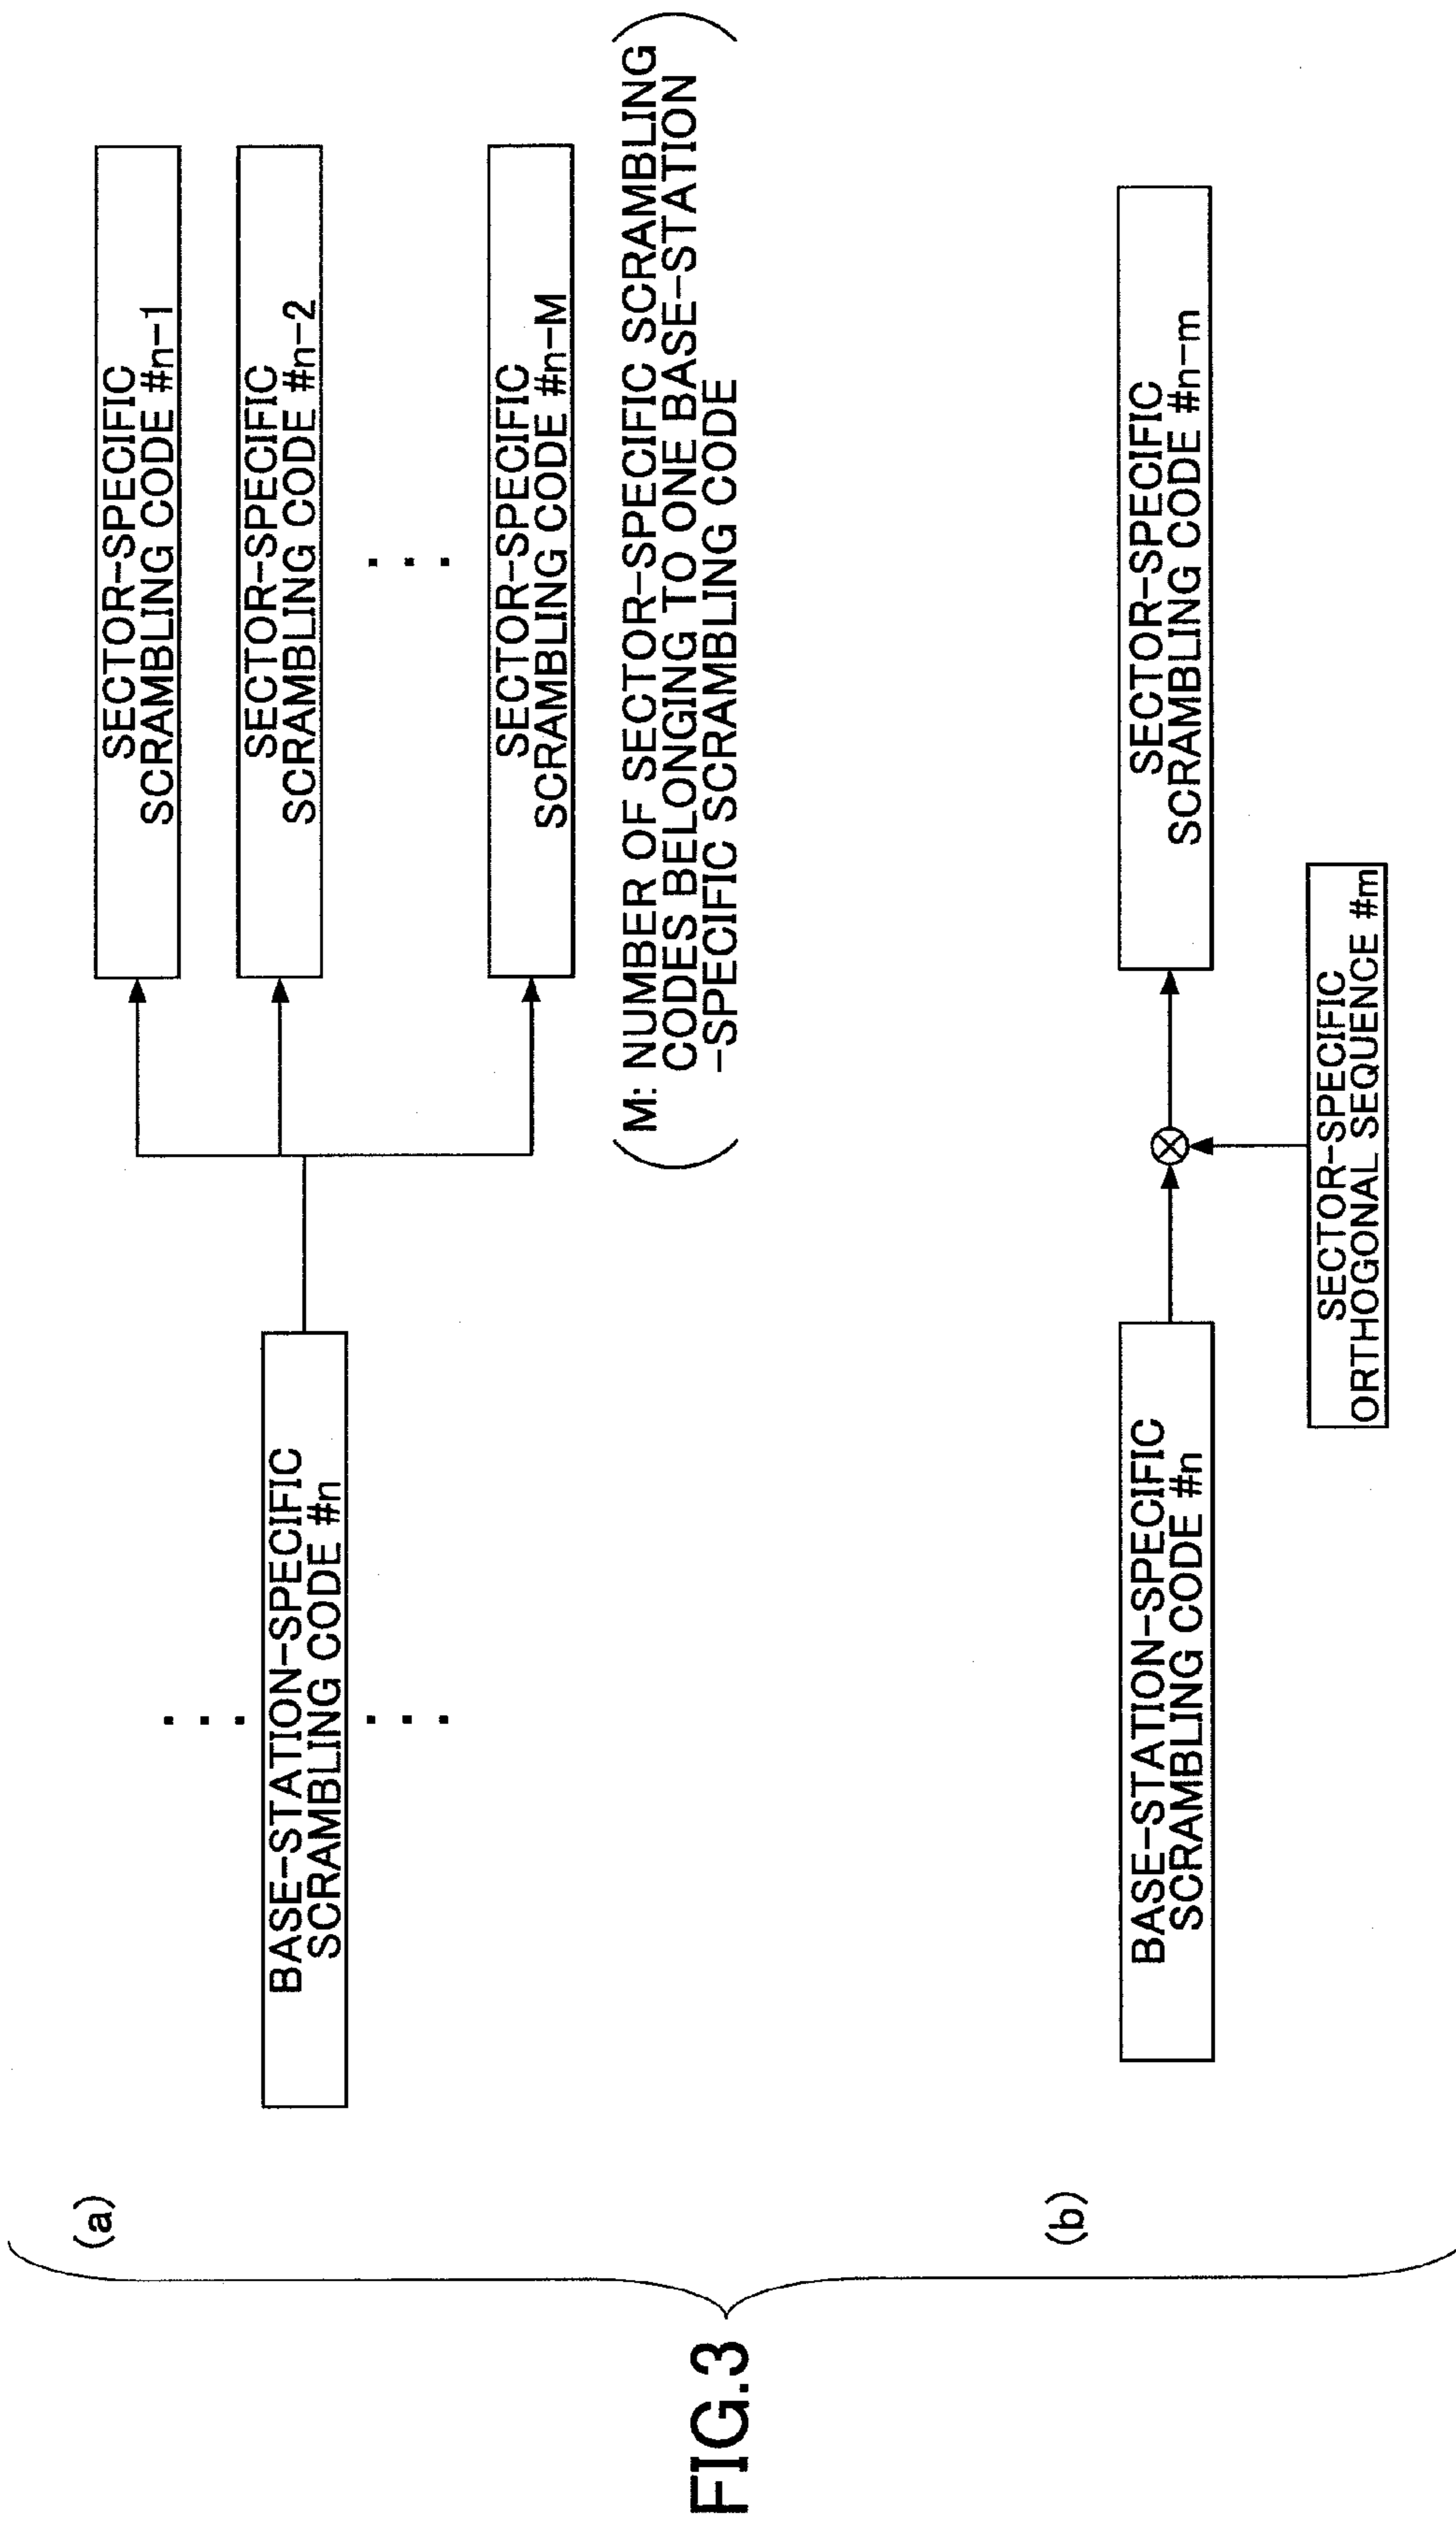 FIG.3
(a)
BASE-STATION-SPECIFIC
SCRAMBLING CODE #n
SECTOR-SPECIFIC
SCRAMBLING CODE #n-1
SECTOR-SPECIFIC
SCRAMBLING CODE #n-2
SECTOR-SPECIFIC
SCRAMBLING CODE #n-M
(M: NUMBER OF SECTOR-SPECIFIC SCRAMBLING
CODES BELONGING TO ONE BASE-STATION
-SPECIFIC SCRAMBLING CODE)
(b)
BASE-STATION-SPECIFIC
SCRAMBLING CODE #n
SECTOR-SPECIFIC
SCRAMBLING CODE #n-m
SECTOR-SPECIFIC
ORTHOGONAL SEQUENCE #m